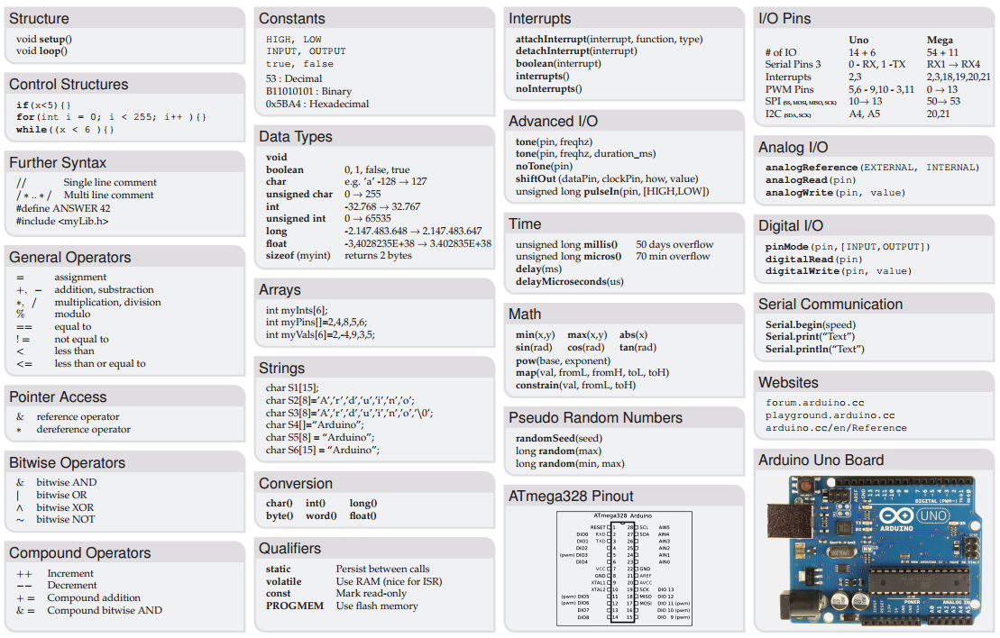 Structure
void setup()
void loop()
Control Structures
if(x<5){}
for(int i = 0; i < 255; i++ ){}
while((x < 6 ){}
Further Syntax
// Single line comment
/*..*/ Multi line comment
#define ANSWER 42
#include <myLib.h>
General Operators
= assignment
+, − addition, substraction
*, / multiplication, division
% modulo
== equal to
!= not equal to
< less than
<= less than or equal to
Pointer Access
& reference operator
* dereference operator
Bitwise Operators
& bitwise AND
| bitwise OR
∧ bitwise XOR
~ bitwise NOT
Compound Operators
++ Increment
−− Decrement
+= Compound addition
&= Compound bitwise AND
Constants
HIGH, LOW
INPUT, OUTPUT
true, false
53 : Decimal
B11010101 : Binary
0x5BA4 : Hexadecimal
Data Types
void
boolean 0, 1, false, true
char e.g. 'a' -128 → 127
unsigned char 0 → 255
int -32.768 → 32.767
unsigned int 0 → 65535
long -2.147.483.648 → 2.147.483.647
float -3,4028235E+38 → 3.402835E+38
sizeof (myint) returns 2 bytes
Arrays
int myInts[6];
int myPins[]=2,4,8,5,6;
int myVals[6]=2,-4,9,3,5;
Strings
char S1[15];
char S2[8]='A','r','d','u','i','n','o';
char S3[8]='A','r','d','u','i','n','o','\0';
char S4[]="Arduino";
char S5[8] = "Arduino";
char S6[15] = "Arduino";
Conversion
char() int() long()
byte() word() float()
Qualifiers
static Persist between calls
volatile Use RAM (nice for ISR)
const Mark read-only
PROGMEM Use flash memory
Interrupts
attachInterrupt(interrupt, function, type)
detachInterrupt(interrupt)
boolean(interrupt)
interrupts()
noInterrupts()
Advanced I/O
tone(pin, freqhz)
tone(pin, freqhz, duration_ms)
noTone(pin)
shiftOut (dataPin, clockPin, how, value)
unsigned long pulseIn(pin, [HIGH,LOW])
Time
unsigned long millis() 50 days overflow
unsigned long micros() 70 min overflow
delay(ms)
delayMicroseconds(us)
Math
min(x,y) max(x,y) abs(x)
sin(rad) cos(rad) tan(rad)
pow(base, exponent)
map(val, fromL, fromH, toL, toH)
constrain(val, fromL, toH)
Pseudo Random Numbers
randomSeed(seed)
long random(max)
long random(min, max)
ATmega328 Pinout
ATmega328 Arduino
RESET 1 28 SCL AIN5
DIO0 RXD 2 27 SDA AIN4
DIO1 TXD 3 26 AIN3
DIO2 4 25 AIN2
(pwm) DIO3 5 24 AIN1
DIO4 6 23 AIN0
VCC 7 22 GND
GND 8 21 AREF
XTAL1 9 20 AVCC
XTAL2 10 19 SCK DIO 13
(pwm) DIO5 11 18 MISO DIO 12
(pwm) DIO6 12 17 MOSI DIO 11 (pwm)
DIO7 13 16 DIO 10 (pwm)
DIO8 14 15 DIO 9 (pwm)
I/O Pins
Uno Mega
# of IO 14 + 6 54 + 11
Serial Pins 3 0 - RX, 1 -TX RX1 → RX4
Interrupts 2,3 2,3,18,19,20,21
PWM Pins 5,6 - 9,10 - 3,11 0 → 13
SPI (SS, MOSI, MISO, SCK) 10→ 13 50→ 53
I2C (SDA, SCK) A4, A5 20,21
Analog I/O
analogReference(EXTERNAL, INTERNAL)
analogRead(pin)
analogWrite(pin, value)
Digital I/O
pinMode(pin,[INPUT,OUTPUT])
digitalRead(pin)
digitalWrite(pin, value)
Serial Communication
Serial.begin(speed)
Serial.print("Text")
Serial.println("Text")
Websites
forum.arduino.cc
playground.arduino.cc
arduino.cc/en/Reference
Arduino Uno Board
AREF
GND
DIGITAL (PWM~)
UNO
ARDUINO
TX
RX
ON
POWER
ANALOG IN
A0
A1
A2
A3
A4
A5